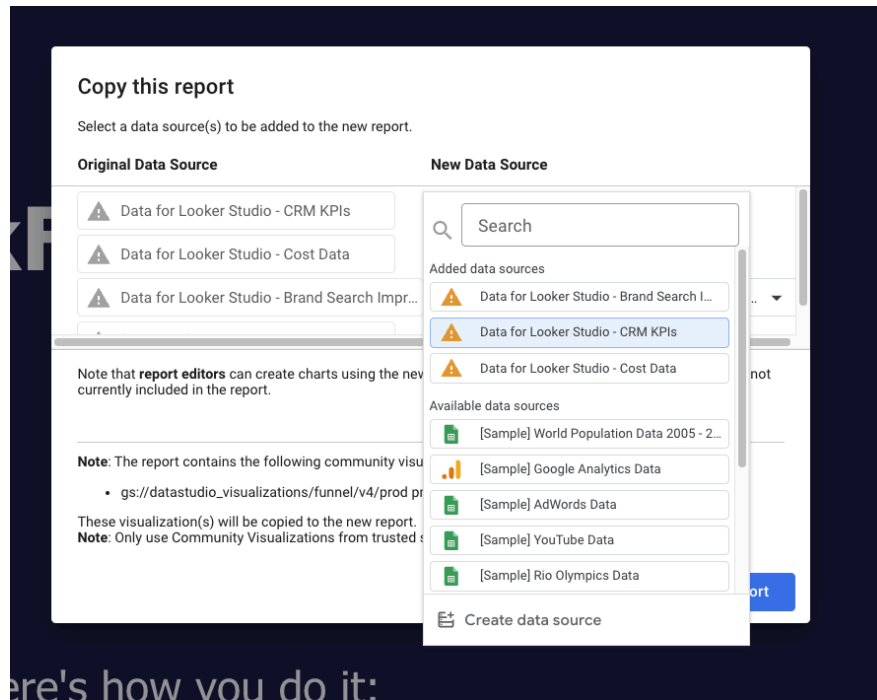 Copy this report
Select a data source(s) to be added to the new report.
Original Data Source
New Data Source
Data for Looker Studio - CRM KPIs
Data for Looker Studio - Cost Data
Data for Looker Studio - Brand Search Impr...
Search
Added data sources
Data for Looker Studio - Brand Search I...
Data for Looker Studio - CRM KPIs
Data for Looker Studio - Cost Data
Available data sources
[Sample] World Population Data 2005 - 2...
[Sample] Google Analytics Data
[Sample] AdWords Data
[Sample] YouTube Data
[Sample] Rio Olympics Data
Create data source
Note that report editors can create charts using the new
not
currently included in the report.
Note: The report contains the following community visu
• gs://datastudio_visualizations/funnel/v4/prod pr
These visualization(s) will be copied to the new report.
Note: Only use Community Visualizations from trusted s
ort
ere's how you do it: